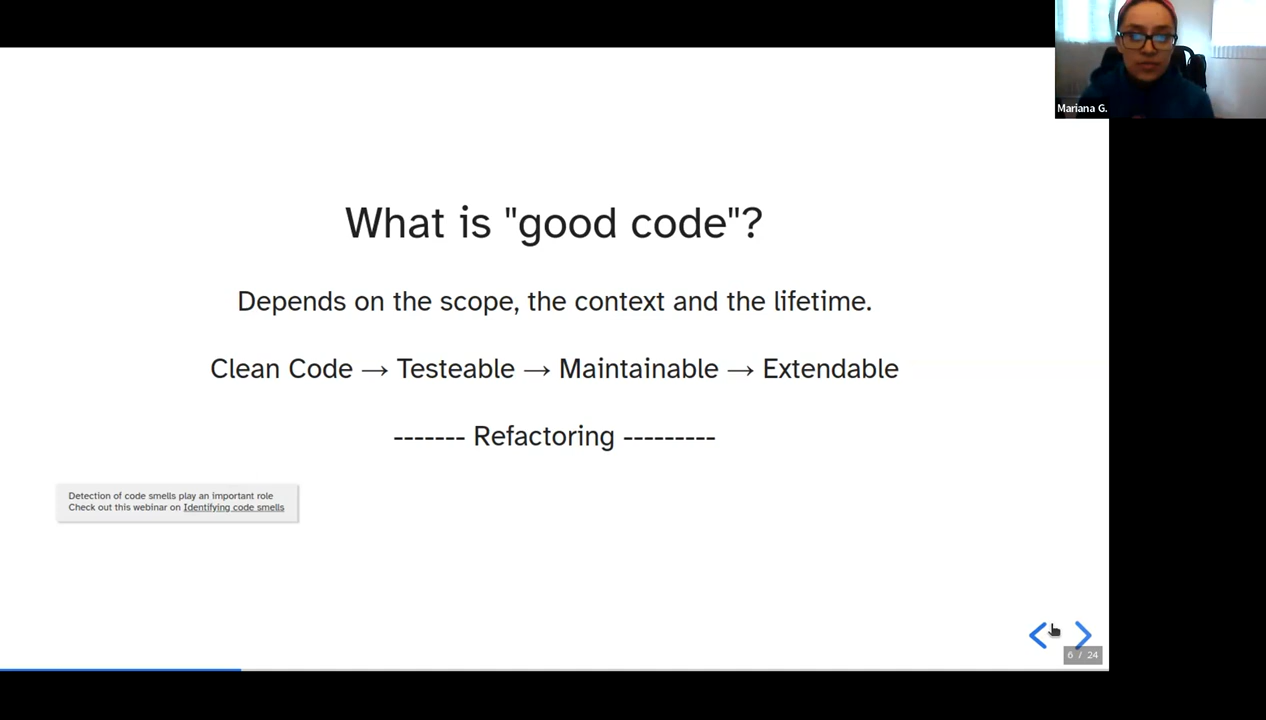 Mariana G.
What is "good code"?
Depends on the scope, the context and the lifetime.
Clean Code → Testeable → Maintainable → Extendable
------- Refactoring ---------
Detection of code smells play an important role
Check out this webinar on Identifying code smells
6 / 24